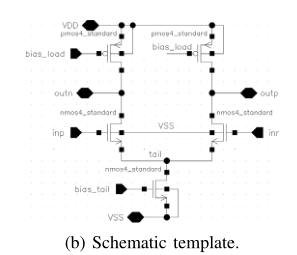 VDD
pmos4_standard pmos4_standard
bias_load bias_load
outn outp
nmos4_standard nmos4_standard
inp VSS inn
tail
nmos4_standard
bias_tail
VSS
(b) Schematic template.